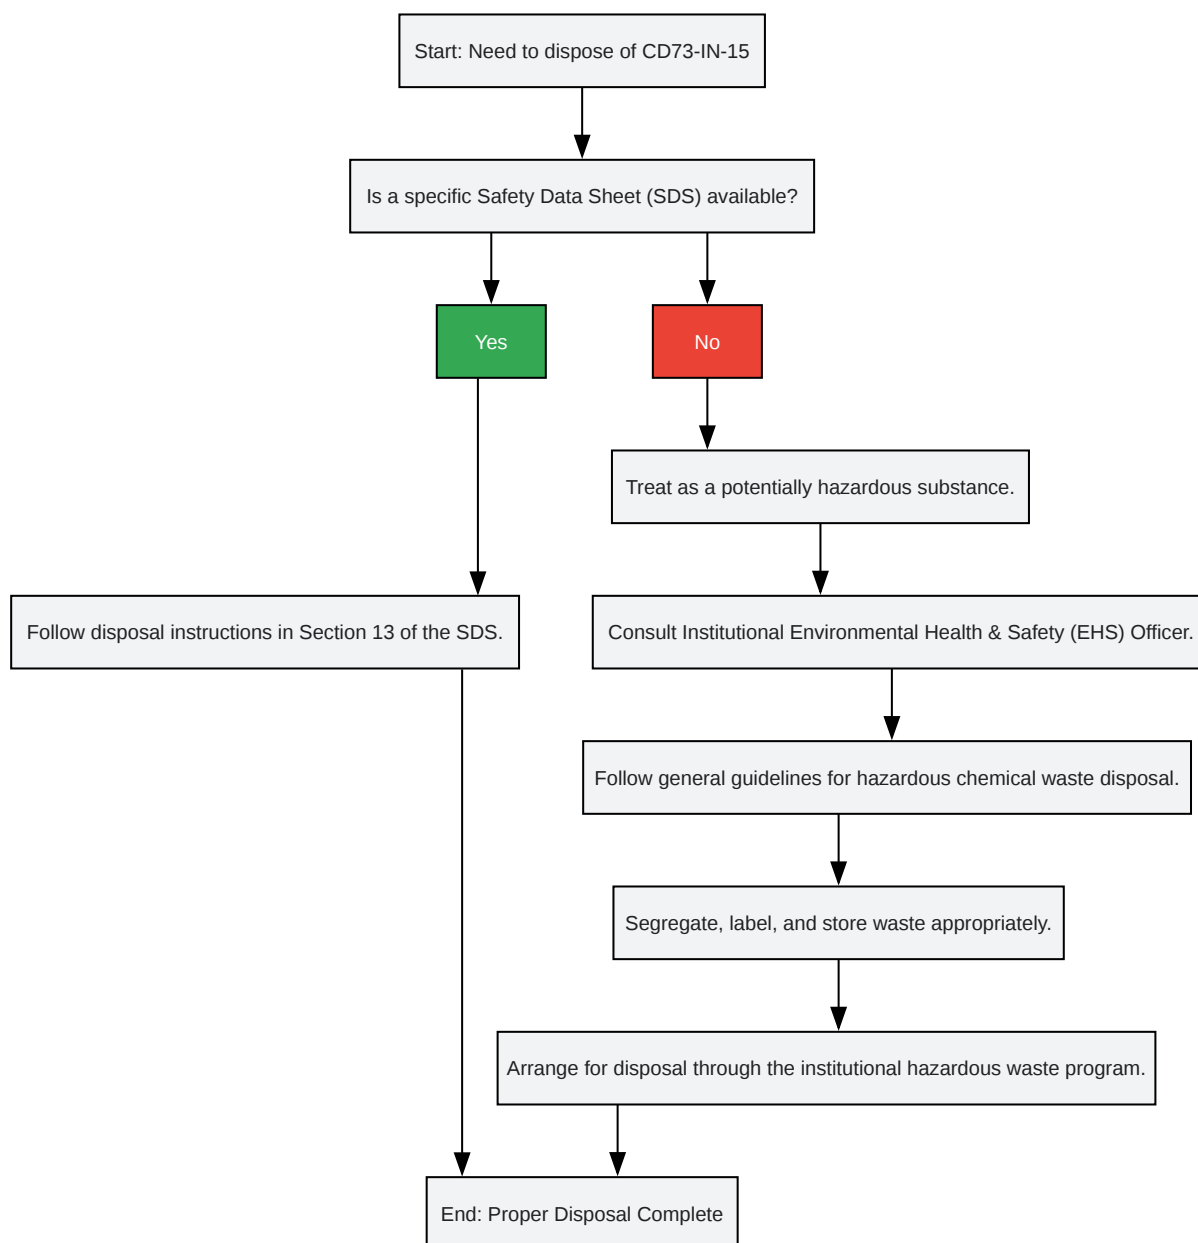 Start: Need to dispose of CD73-IN-15
Is a specific Safety Data Sheet (SDS) available?
Yes
No
Treat as a potentially hazardous substance.
Follow disposal instructions in Section 13 of the SDS.
Consult Institutional Environmental Health & Safety (EHS) Officer.
Follow general guidelines for hazardous chemical waste disposal.
Segregate, label, and store waste appropriately.
Arrange for disposal through the institutional hazardous waste program.
End: Proper Disposal Complete